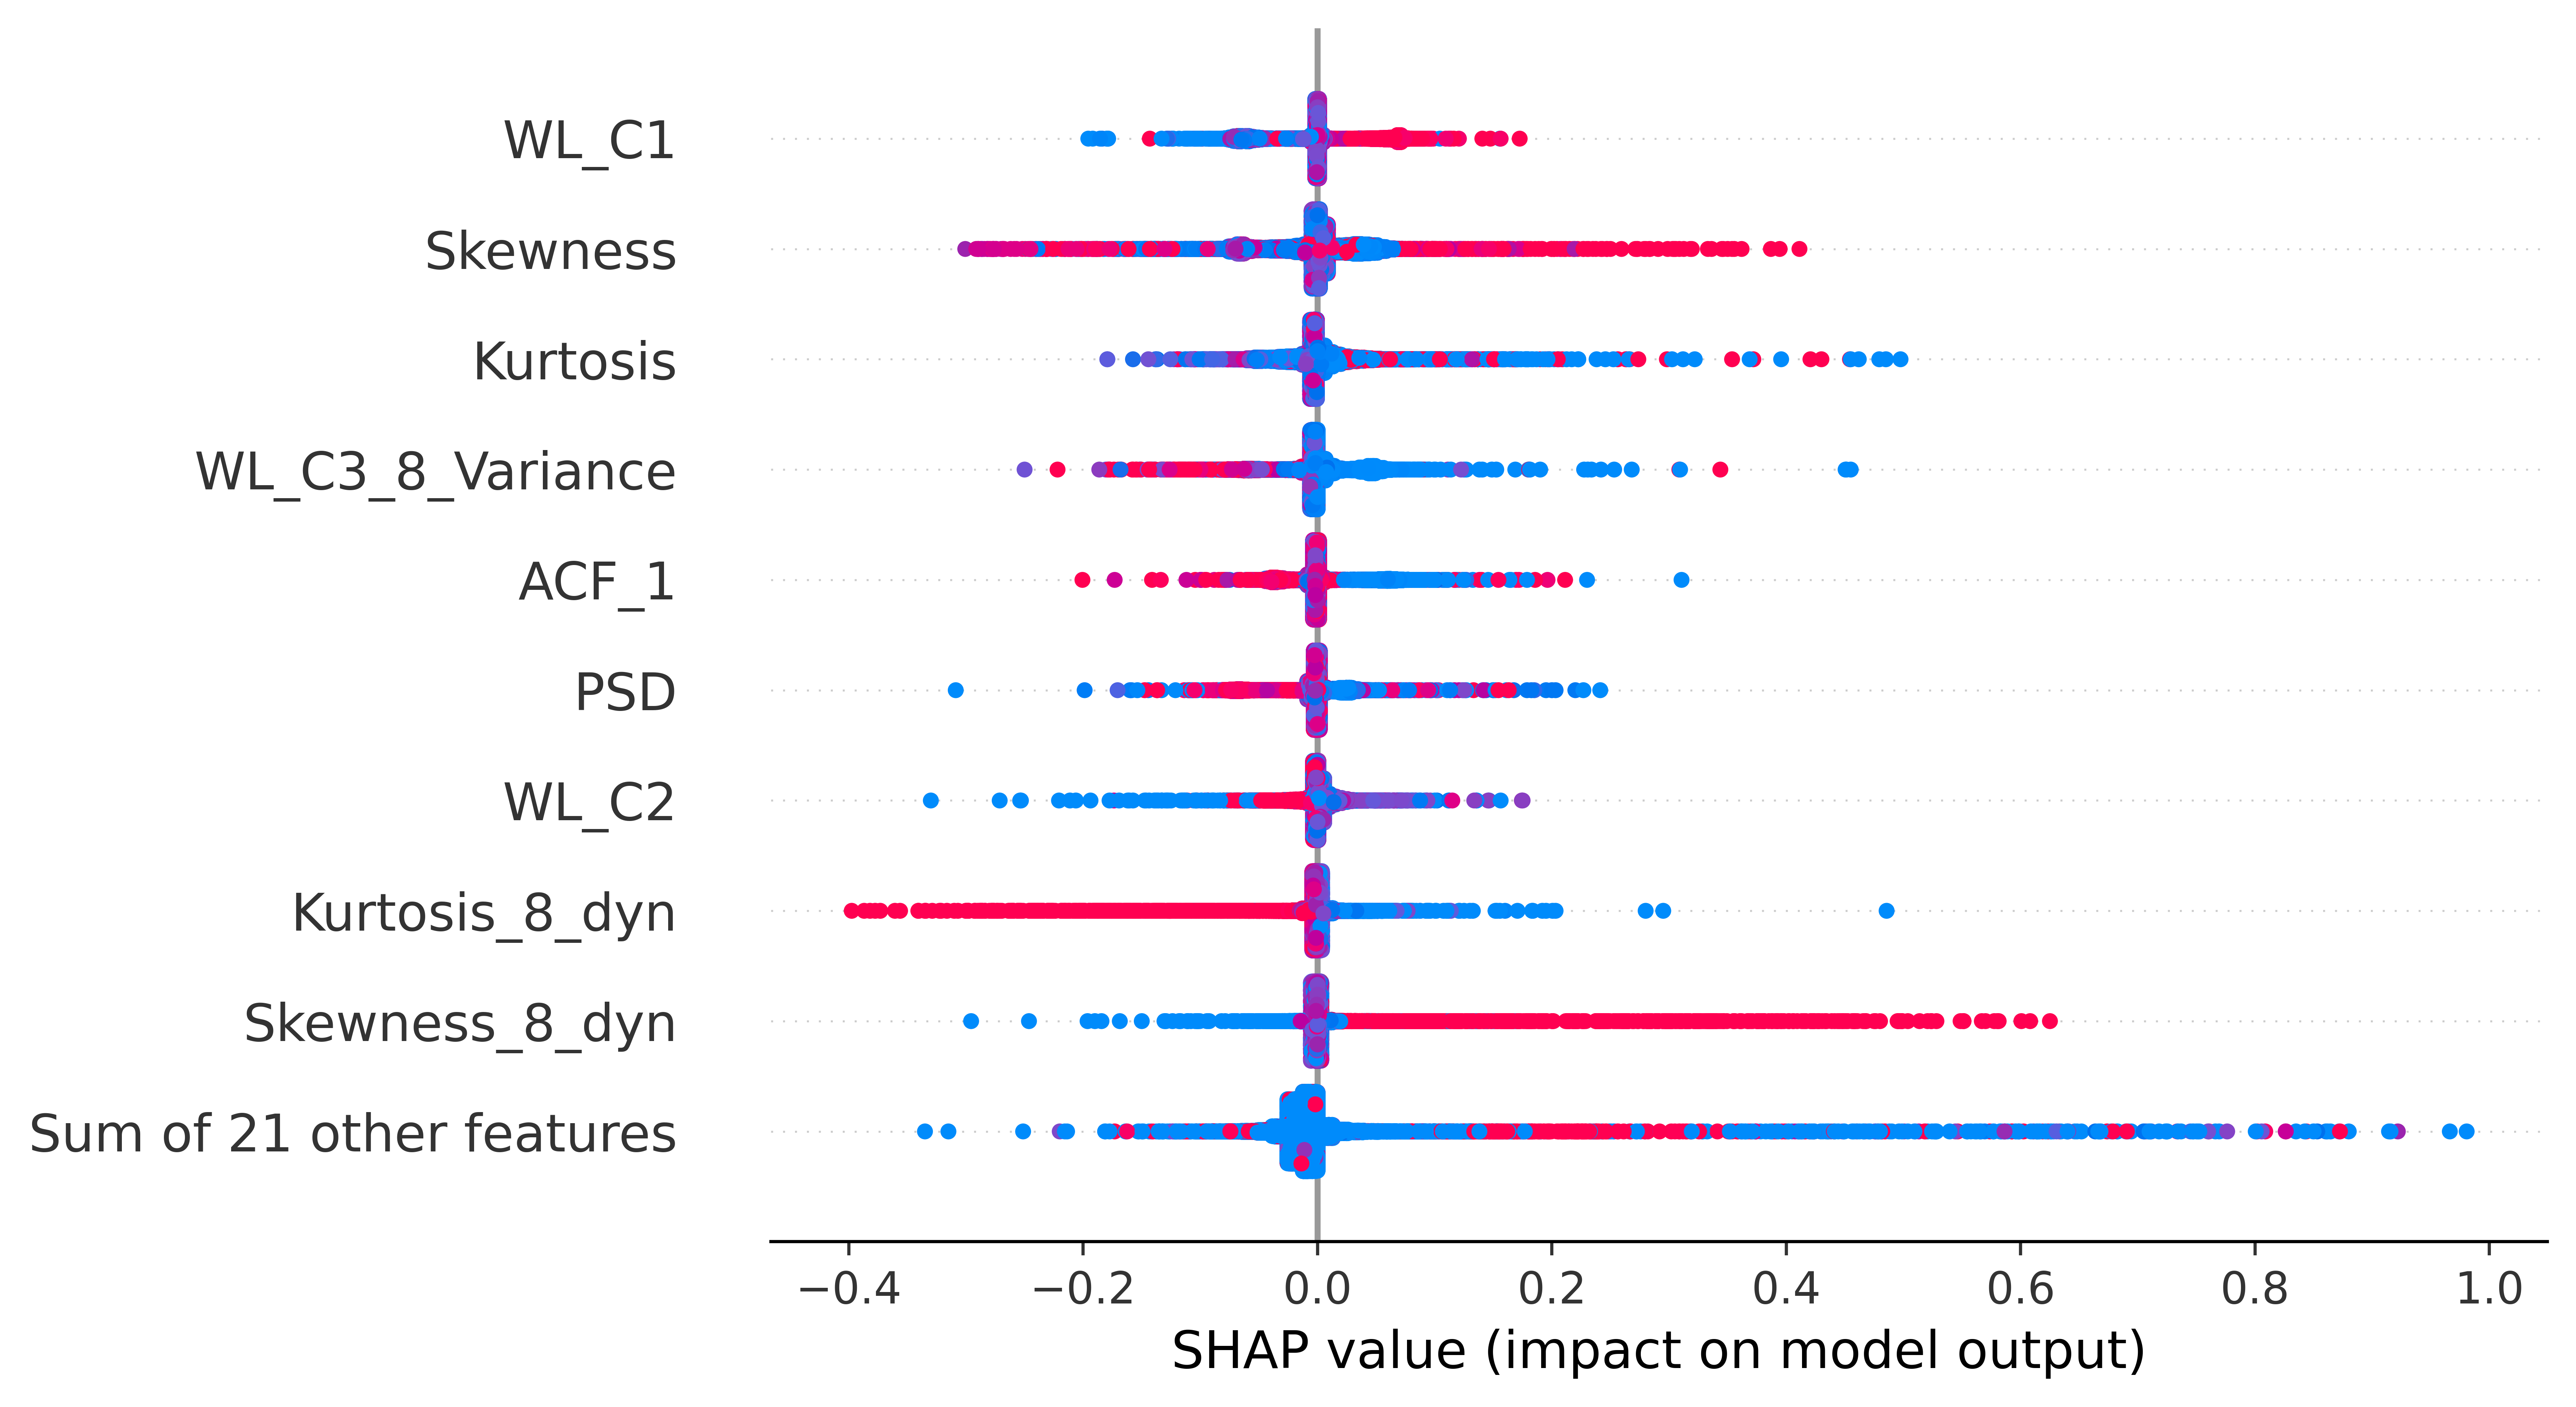 WL_C1
Skewness
Kurtosis
WL_C3_8_Variance
ACF_1
PSD
WL_C2
Kurtosis_8_dyn
Skewness_8_dyn
Sum of 21 other features
−0.4 −0.2 0.0 0.2 0.4 0.6 0.8 1.0
SHAP value (impact on model output)